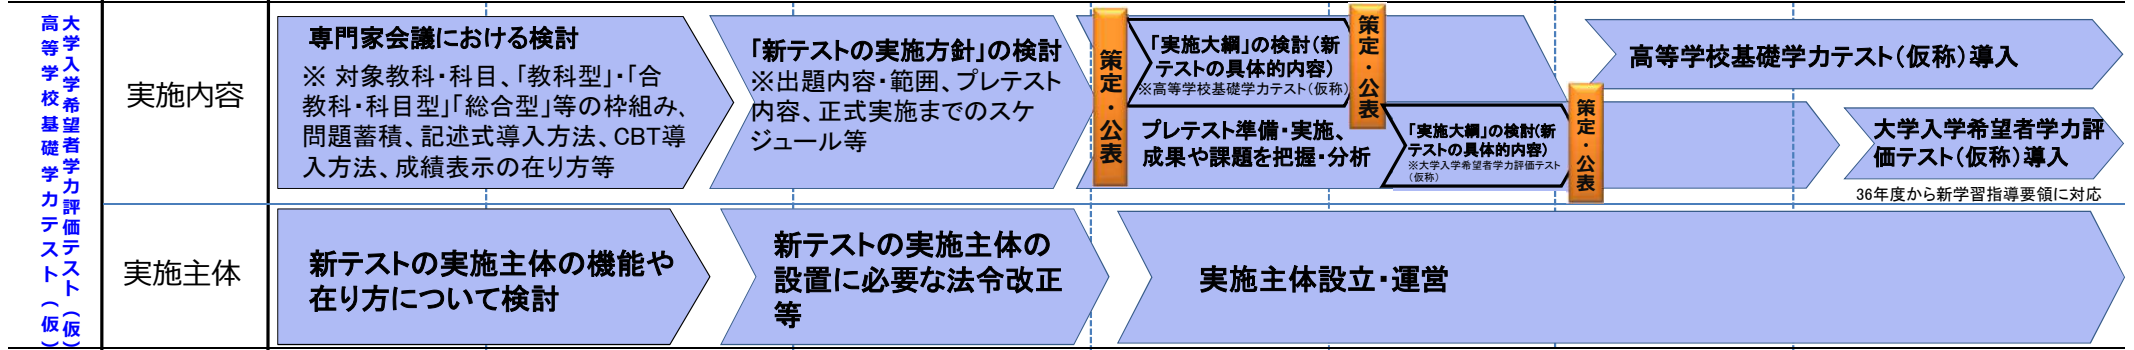 大学入学希望者学力評価テスト(仮)
高等学校基礎学力テスト(仮)
実施内容
専門家会議における検討
※ 対象教科・科目、「教科型」・「合
教科・科目型」「総合型」等の枠組み、
問題蓄積、記述式導入方法、CBT導
入方法、成績表示の在り方等
「新テストの実施方針」の検討
※出題内容・範囲、プレテスト
内容、正式実施までのスケ
ジュール等
策定・公表
「実施大綱」の検討(新
テストの具体的内容)
※高等学校基礎学力テスト(仮称)
策定・公表
プレテスト準備・実施、
成果や課題を把握・分析
「実施大綱」の検討(新
テストの具体的内容)
※大学入学希望者学力評価テスト
(仮称)
策定・公表
高等学校基礎学力テスト(仮称)導入
大学入学希望者学力評
価テスト(仮称)導入
36年度から新学習指導要領に対応
実施主体
新テストの実施主体の機能や
在り方について検討
新テストの実施主体の
設置に必要な法令改正
等
実施主体設立・運営